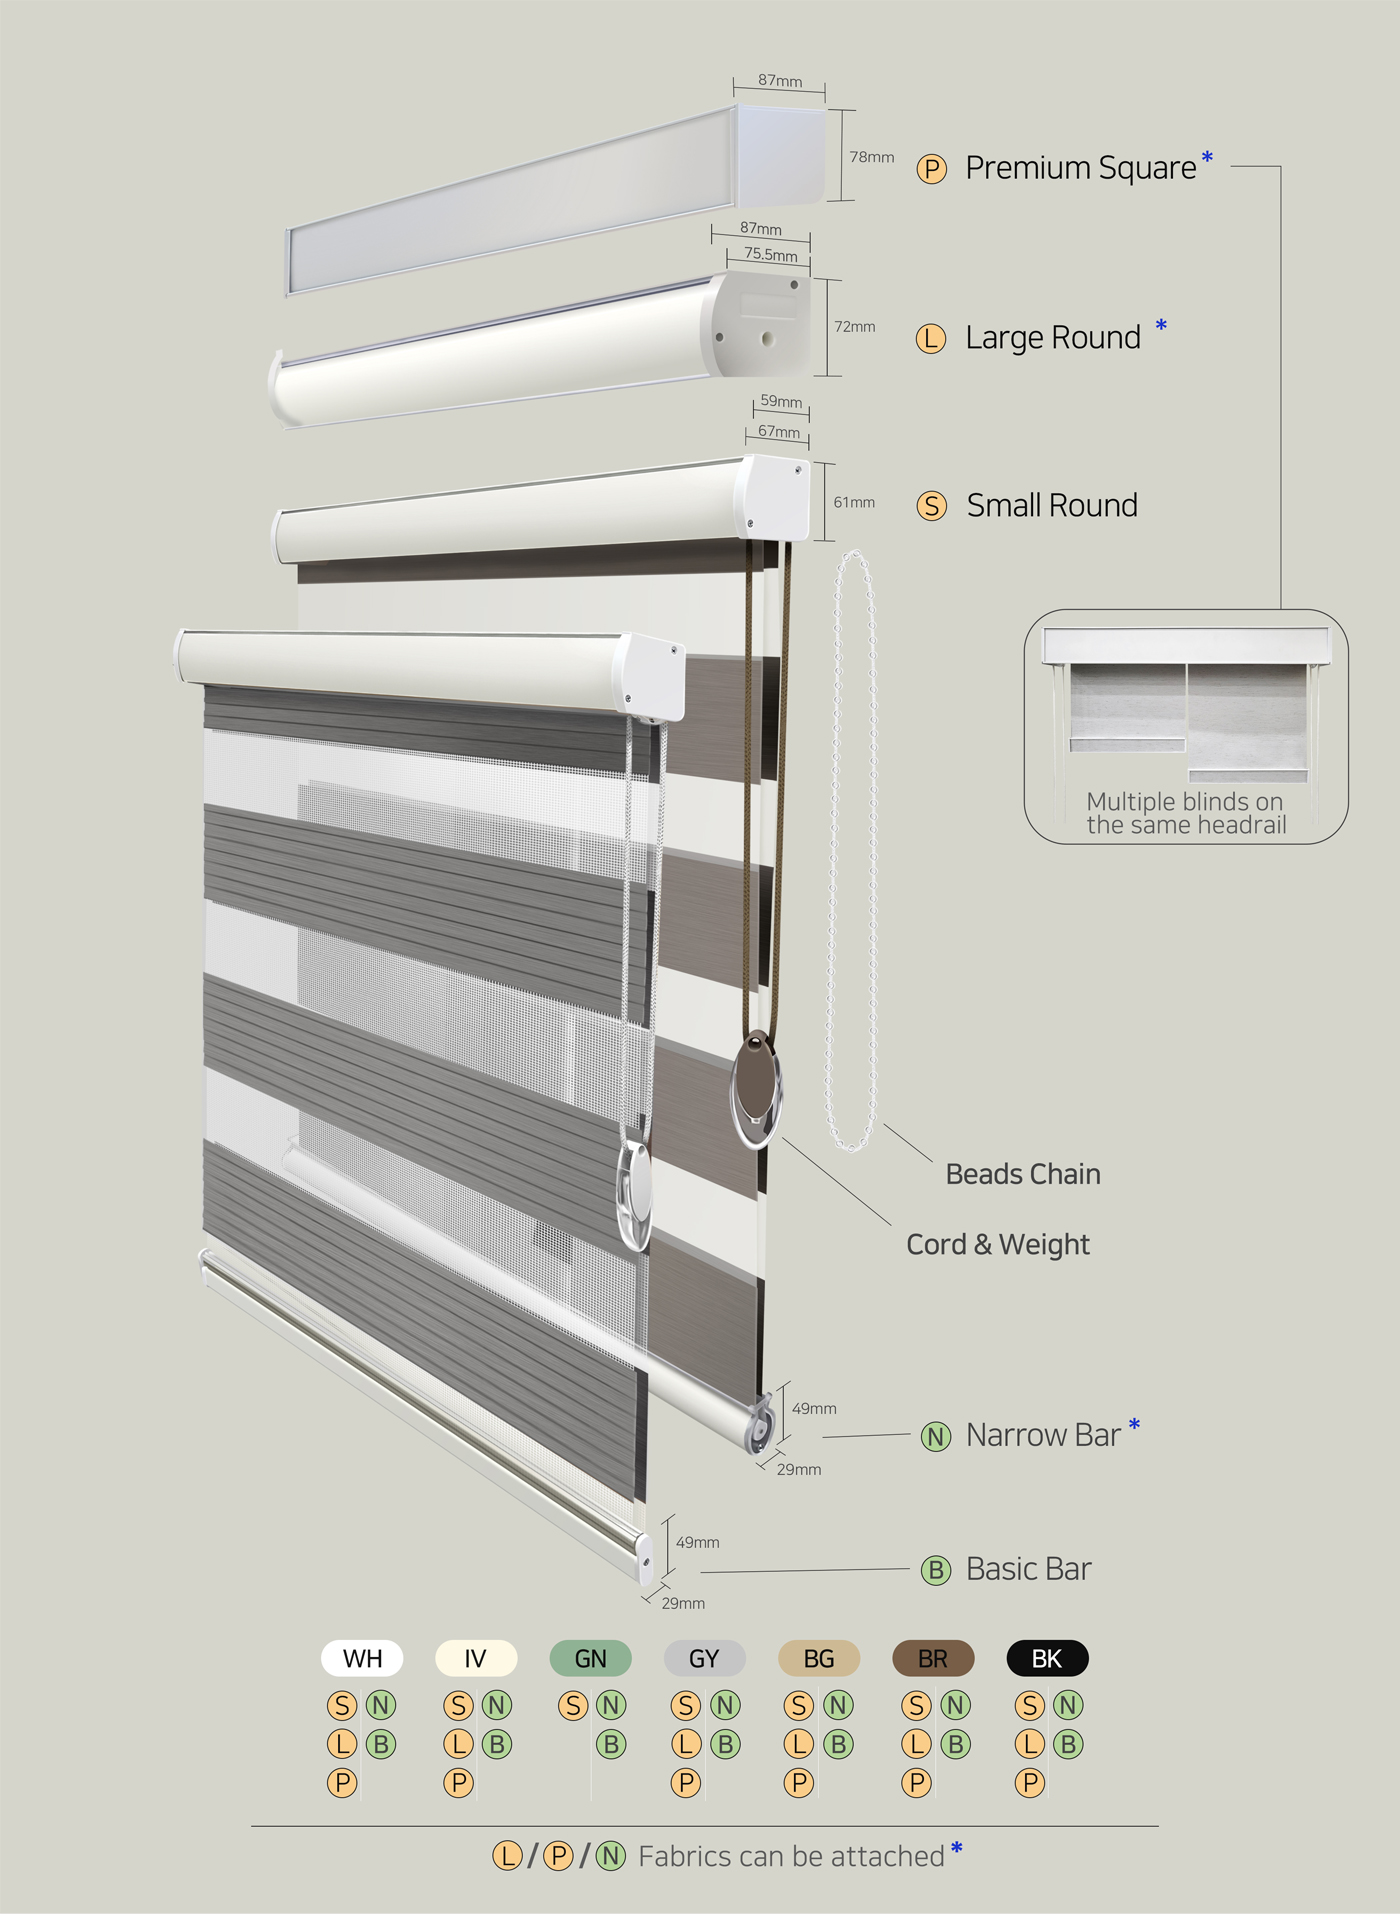 87mm
78mm
P Premium Square*
87mm
75.5mm
72mm
L Large Round *
59mm
67mm
61mm
S Small Round
Multiple blinds on
the same headrail
Beads Chain
Cord & Weight
49mm
29mm
N Narrow Bar *
49mm
29mm
B Basic Bar
WH IV GN GY BG BR BK
S N S N S N S N S N S N S N
L B L B B L B L B L B L B
P P P P P P
L / P / N Fabrics can be attached *